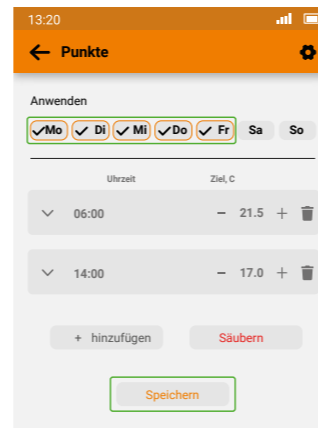 13:20
Punkte
Anwenden
Mo Di Mi Do Fr Sa So
Uhrzeit Ziel, C
06:00 − 21.5 +
14:00 − 17.0 +
+ hinzufügen Säubern
Speichern